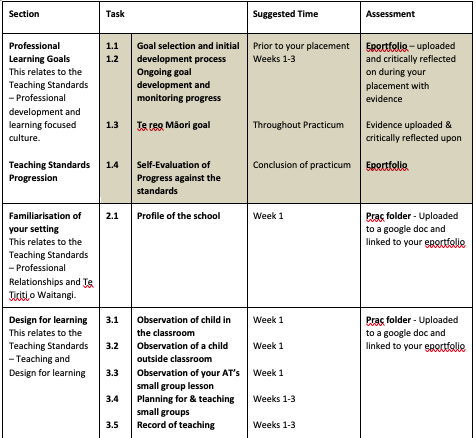 Section Task Suggested Time Assessment
Professional
Learning Goals
This relates to the
Teaching Standards
– Professional
development and
learning focused
culture.
Teaching Standards
Progression
1.1 Goal selection and initial
1.2 development process
Ongoing goal
development and
monitoring progress
1.3 Te reo Māori goal
1.4 Self-Evaluation of
Progress against the
standards
Prior to your placement
Weeks 1-3
Throughout Practicum
Conclusion of practicum
Eportfolio – uploaded
and critically reflected
on during your
placement with
evidence
Evidence uploaded &
critically reflected upon
Eportfolio
Familiarisation of
your setting
This relates to the
Teaching Standards
– Professional
Relationships and Te
Tiriti o Waitangi.
2.1 Profile of the school
Week 1
Prac folder - Uploaded
to a google doc and
linked to your eportfolio
Design for learning
This relates to the
Teaching Standards
– Teaching and
Design for learning
3.1 Observation of child in
the classroom
3.2 Observation of a child
outside classroom
3.3 Observation of your AT's
small group lesson
3.4 Planning for & teaching
small groups
3.5 Record of teaching
Week 1
Week 1
Week 1
Weeks 1-3
Weeks 1-3
Prac folder - Uploaded
to a google doc and
linked to your eportfolio